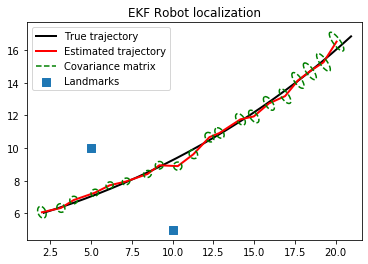 EKF Robot localization
True trajectory
Estimated trajectory
Covariance matrix
Landmarks
16
14
12
10
8
6
2.5 5.0 7.5 10.0 12.5 15.0 17.5 20.0